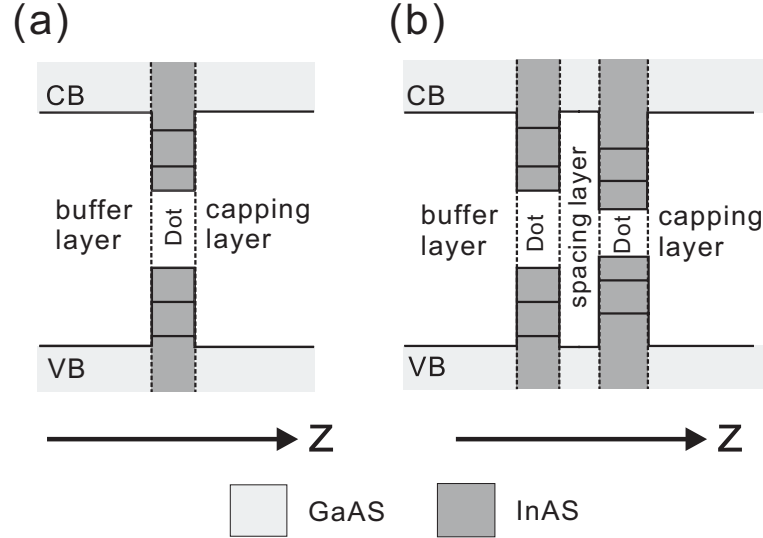 (a)
CB
buffer
layer
Dot
capping
layer
VB
Z
(b)
CB
buffer
layer
Dot
spacing layer
Dot
capping
layer
VB
Z
GaAS
InAS